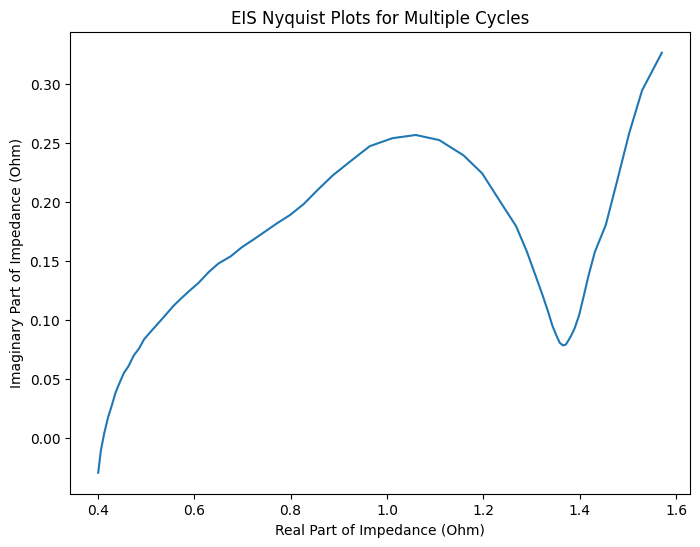 EIS Nyquist Plots for Multiple Cycles
Imaginary Part of Impedance (Ohm)
0.30
0.25
0.20
0.15
0.10
0.05
0.00
0.4 0.6 0.8 1.0 1.2 1.4 1.6
Real Part of Impedance (Ohm)